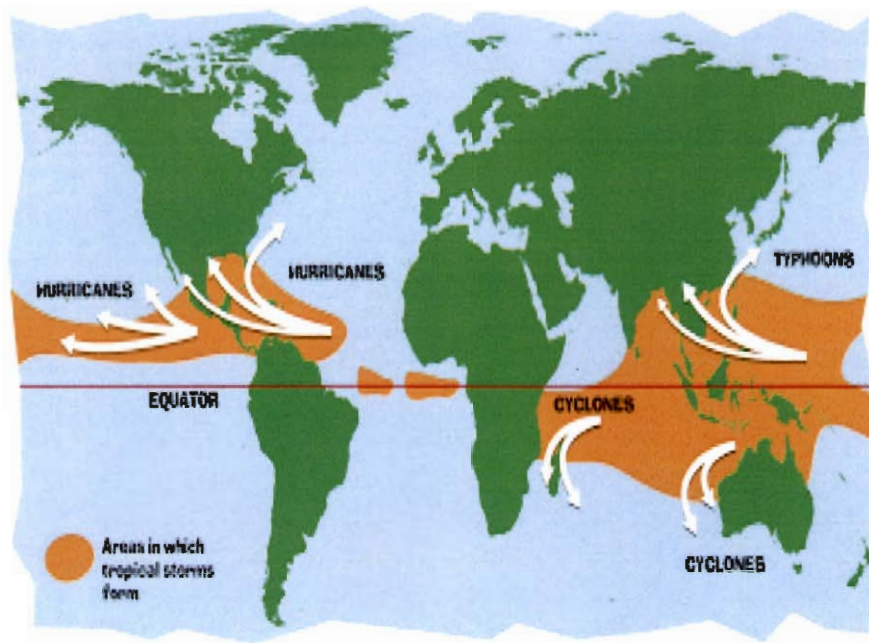 HURRICANES
HURRICANES
TYPHOONS
EQUATOR
CYCLONES
CYCLONES
Areas in which
tropical storms
form